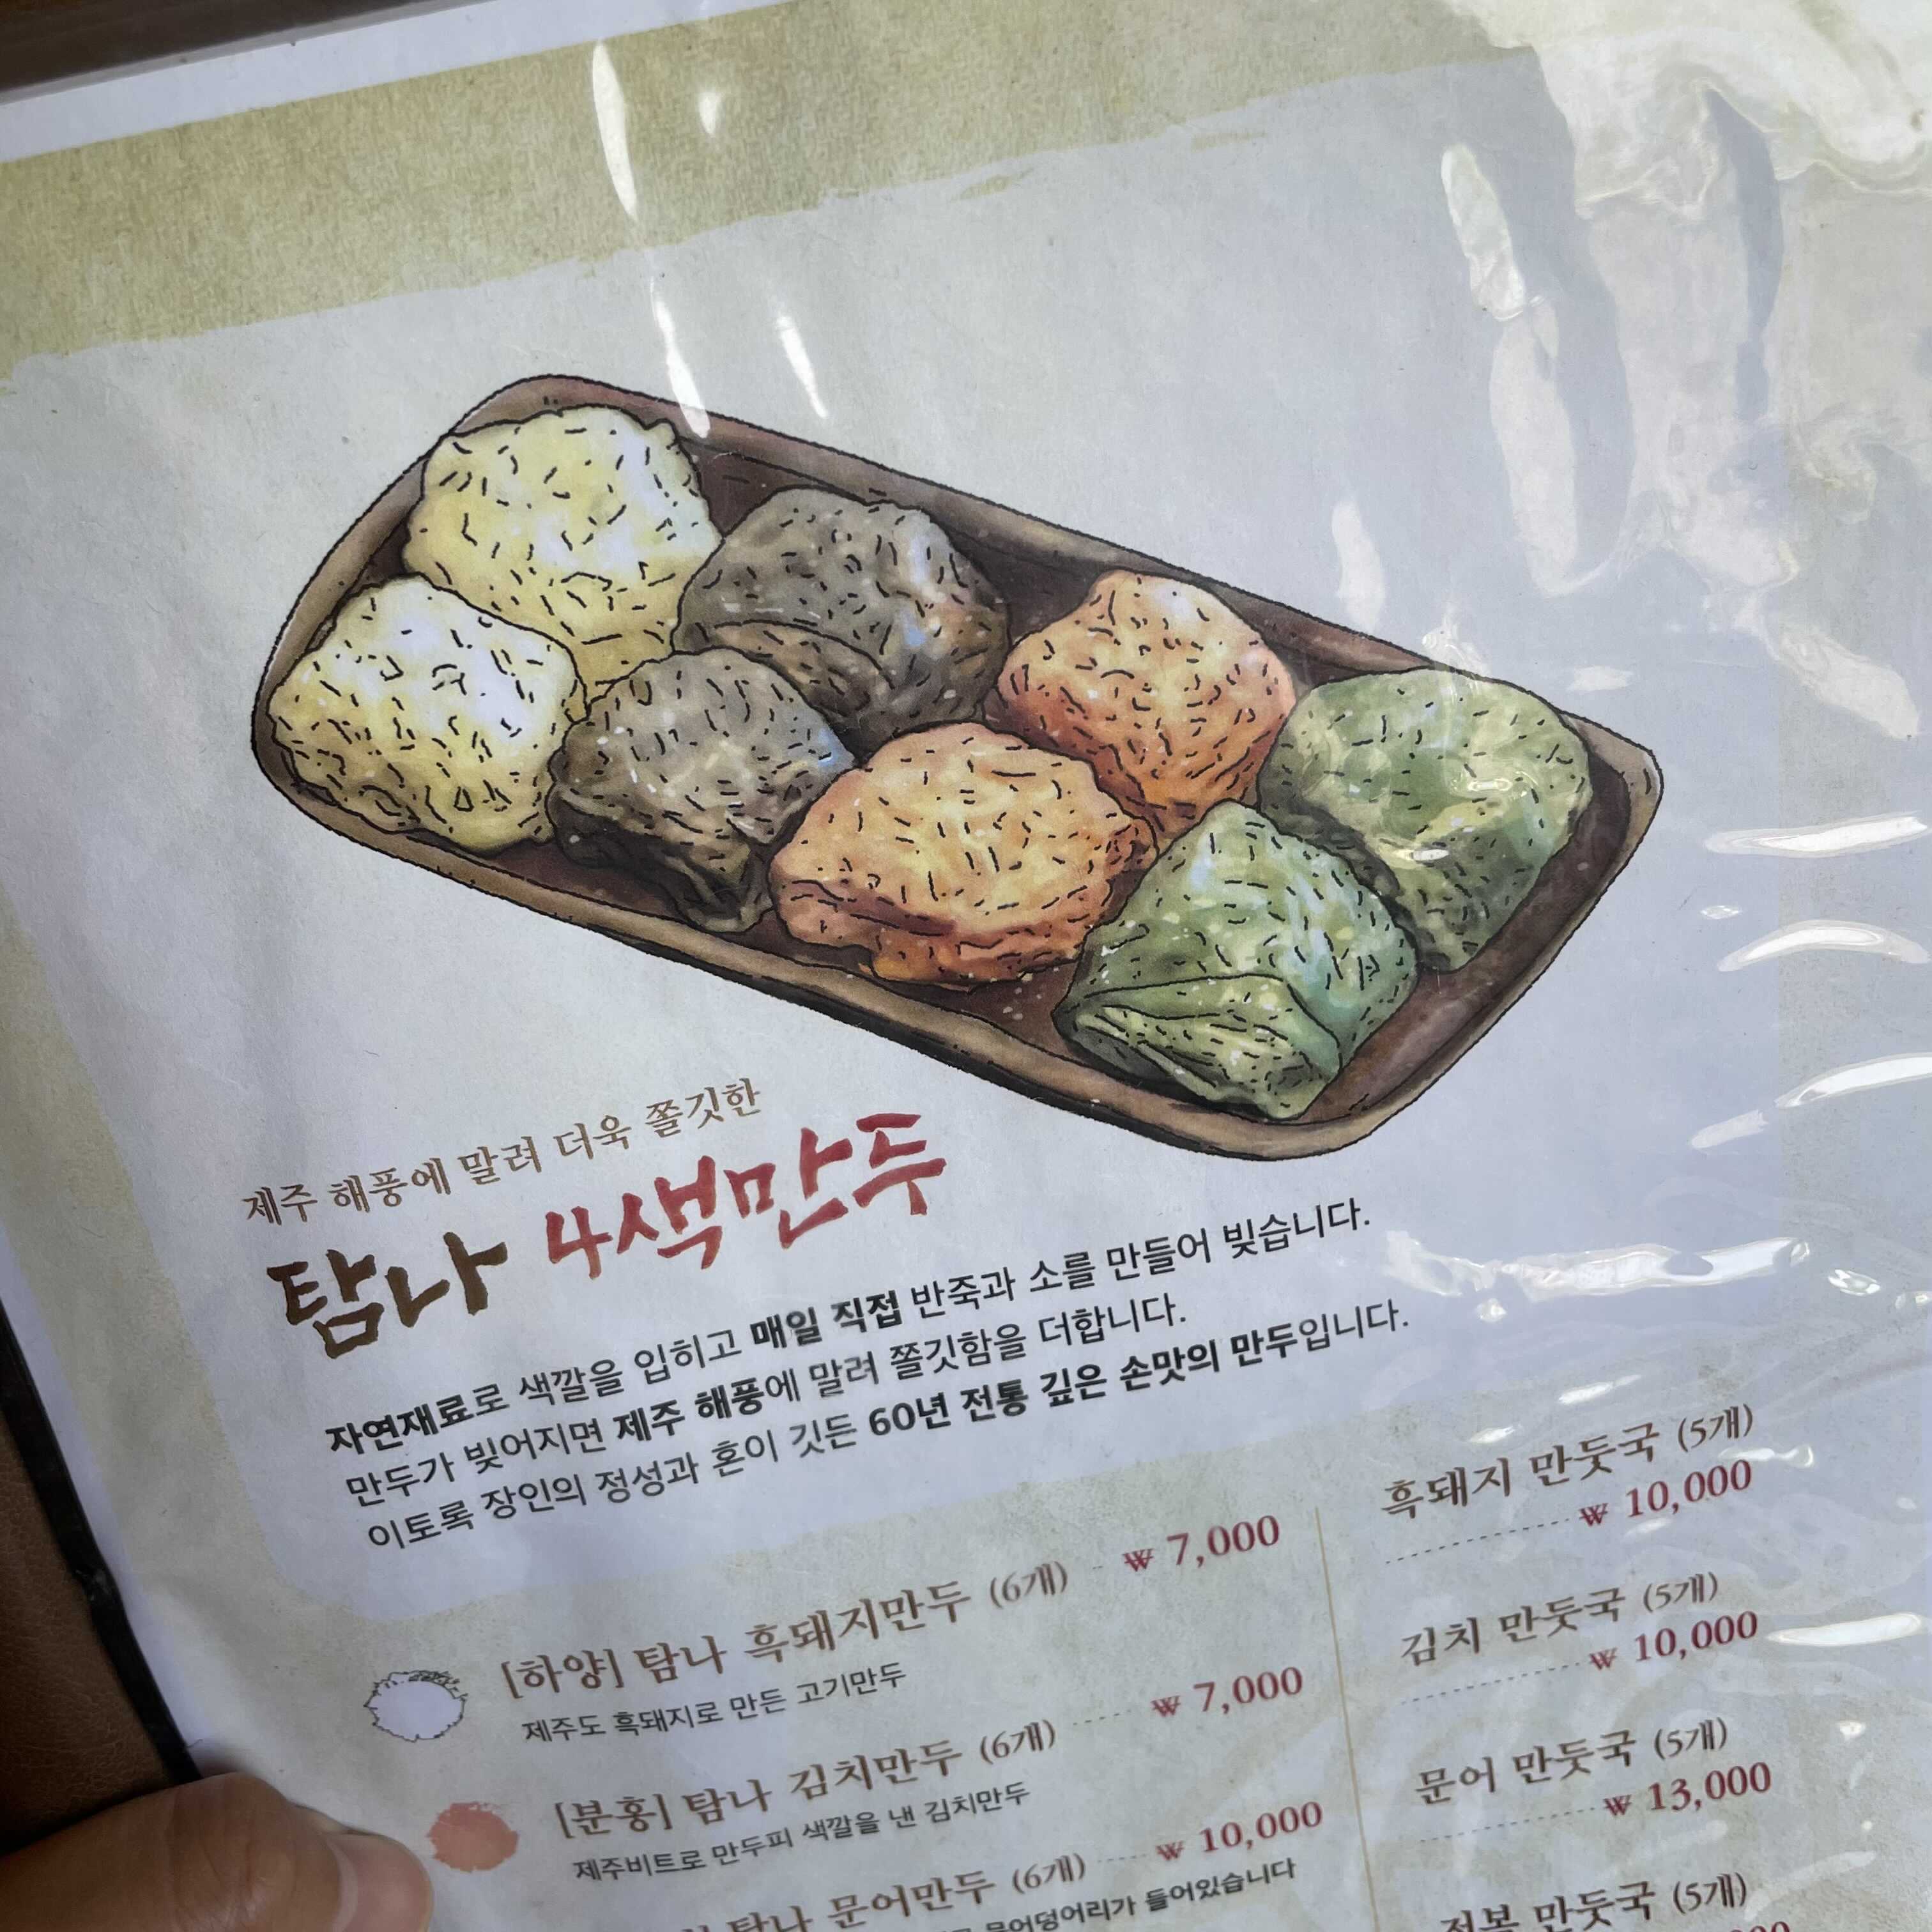 제주 해풍에 말려 더욱 쫄깃한
탐나 4색만두
자연재료로 색깔을 입히고 매일 직접 반죽과 소를 만들어 빚습니다.
만두가 빚어지면 제주 해풍에 말려 쫄깃함을 더합니다.
이토록 장인의 정성과 혼이 깃든 60년 전통 깊은 손맛의 만두입니다.
[하양] 탐나 흑돼지만두 (6개) ₩ 7,000
제주도 흑돼지로 만든 고기만두
[분홍] 탐나 김치만두 (6개) ₩ 7,000
제주비트로 만두피 색깔을 낸 김치만두
탐나 문어만두 (6개) ₩ 10,000
문어덩어리가 들어있습니다
흑돼지 만둣국 (5개)
₩ 10,000
김치 만둣국 (5개)
₩ 10,000
문어 만둣국 (5개)
₩ 13,000
전복 만둣국 (5개)